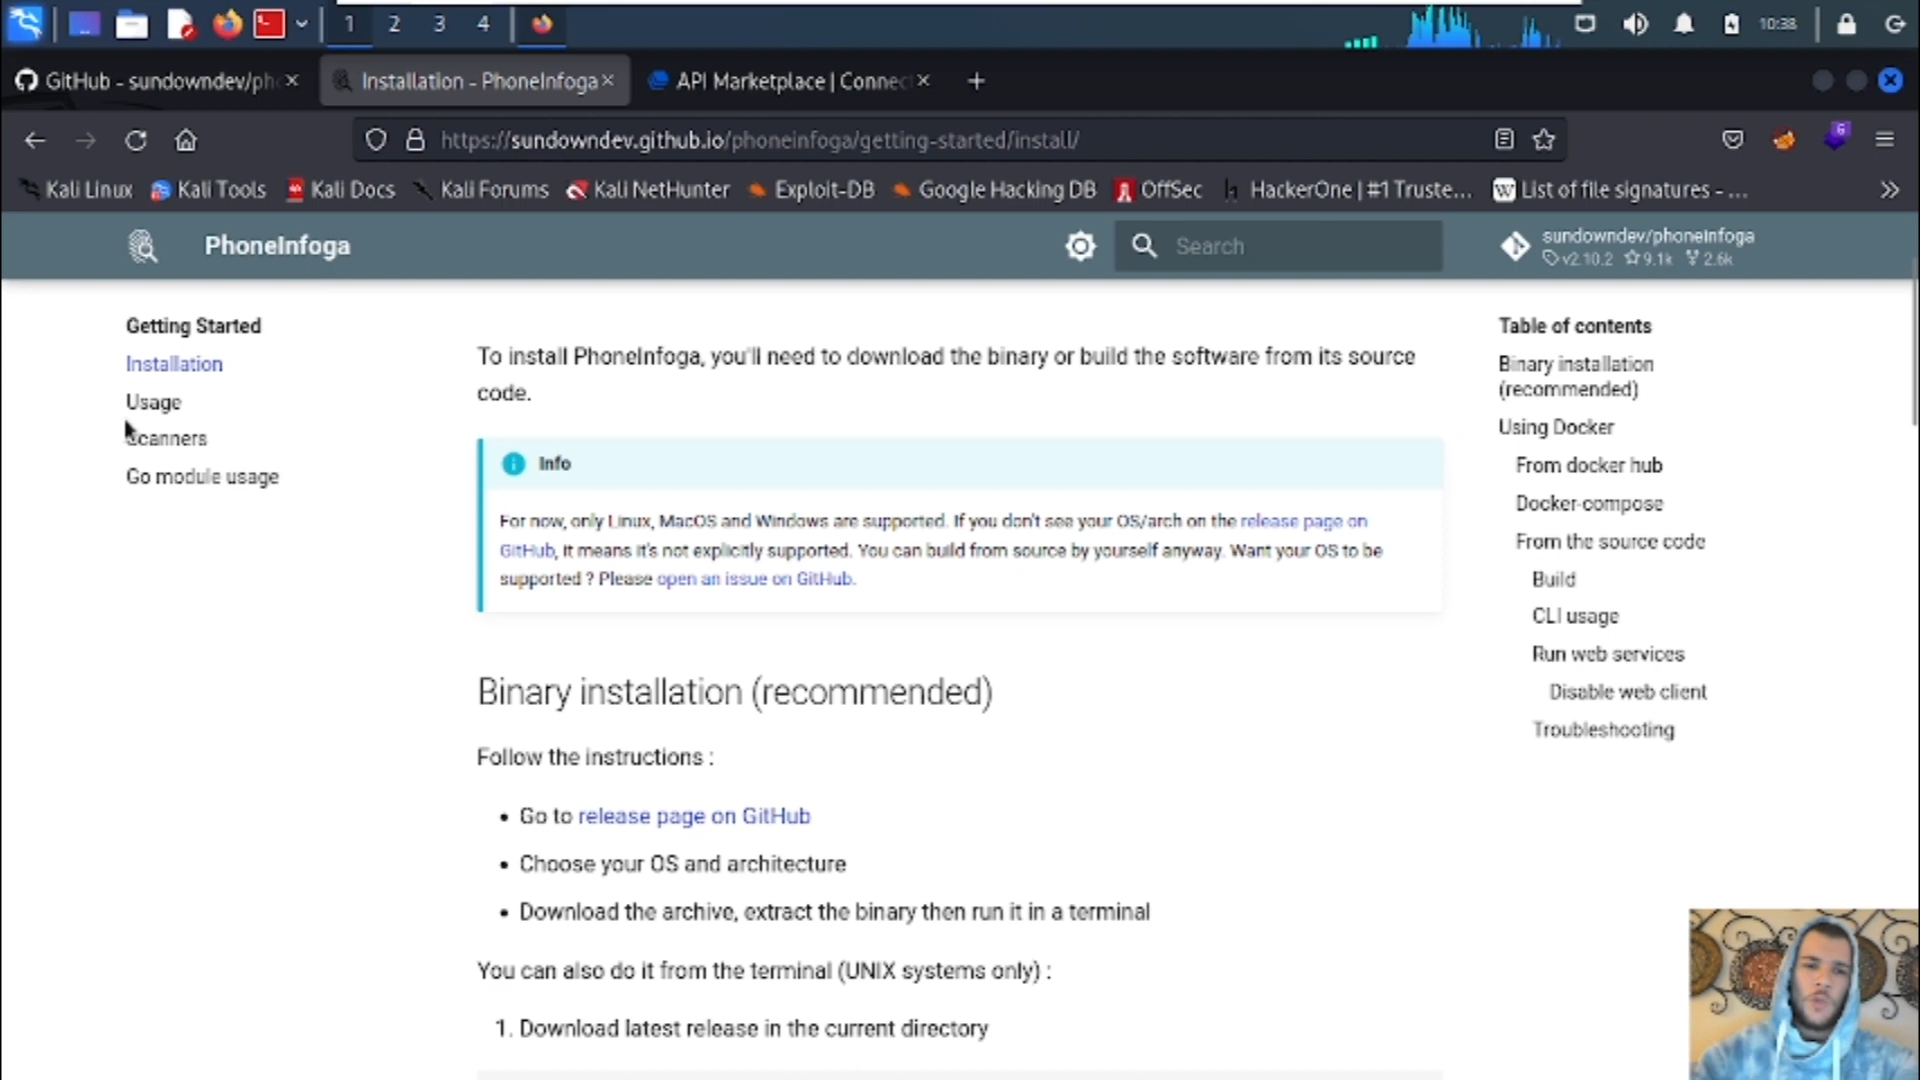 1 2 3 4 10:38
GitHub - sundowndev/ph
Installation - PhoneInfoga
API Marketplace | Connec
https://sundowndev.github.io/phoneinfoga/getting-started/install/
6
Kali Linux Kali Tools Kali Docs Kali Forums Kali NetHunter Exploit-DB Google Hacking DB OffSec HackerOne | #1 Truste... List of file signatures - ...
PhoneInfoga
Search
sundowndev/phoneinfoga
v2.10.2 9.1k 2.6k
Getting Started
Installation
Usage
Scanners
Go module usage
To install PhoneInfoga, you'll need to download the binary or build the software from its source
code.
Info
For now, only Linux, MacOS and Windows are supported. If you don't see your OS/arch on the release page on
GitHub, it means it's not explicitly supported. You can build from source by yourself anyway. Want your OS to be
supported ? Please open an issue on GitHub.
Binary installation (recommended)
Follow the instructions :
• Go to release page on GitHub
• Choose your OS and architecture
• Download the archive, extract the binary then run it in a terminal
You can also do it from the terminal (UNIX systems only) :
1. Download latest release in the current directory
Table of contents
Binary installation
(recommended)
Using Docker
From docker hub
Docker-compose
From the source code
Build
CLI usage
Run web services
Disable web client
Troubleshooting